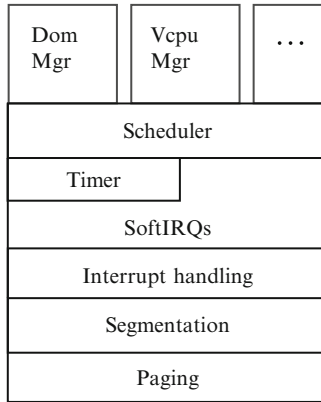 Dom
Mgr
Vcpu
Mgr
...
Scheduler
Timer
SoftIRQs
Interrupt handling
Segmentation
Paging